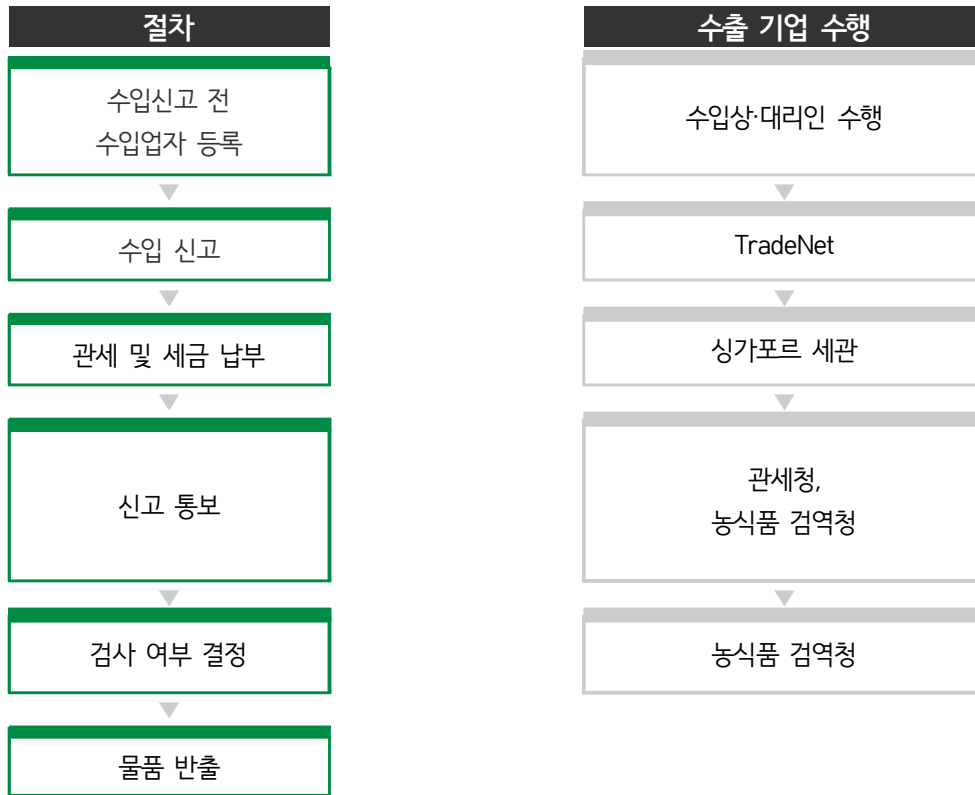 절차
수입신고 전
수입업자 등록
수입 신고
관세 및 세금 납부
신고 통보
검사 여부 결정
물품 반출
수출 기업 수행
수입상·대리인 수행
TradeNet
싱가포르 세관
관세청,
농식품 검역청
농식품 검역청